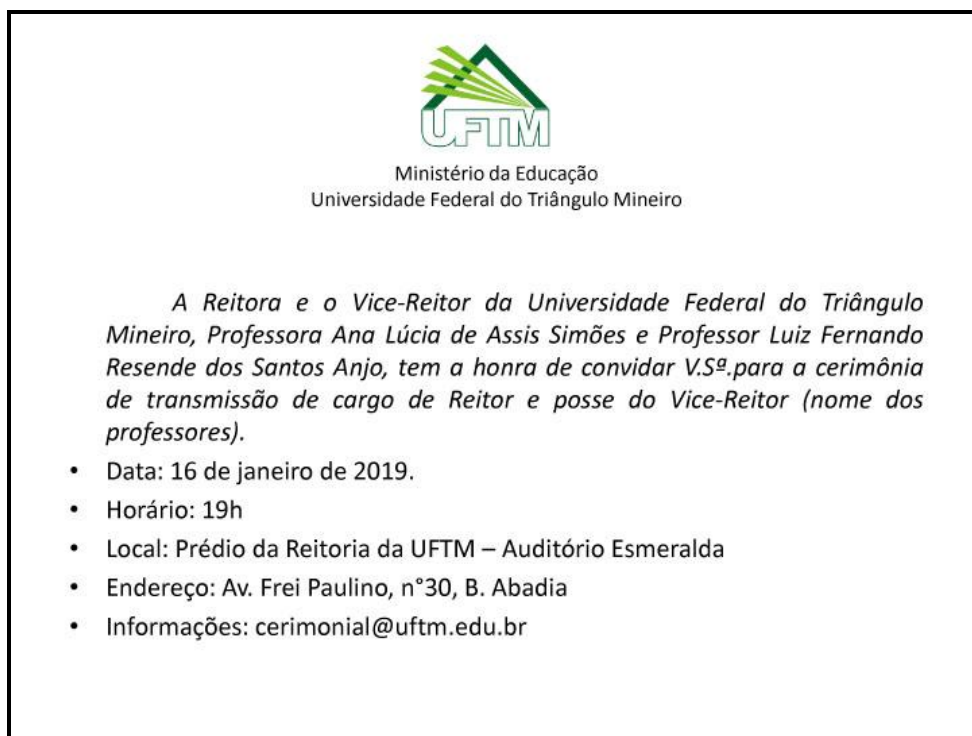 UFTM
Ministério da Educação
Universidade Federal do Triângulo Mineiro
A Reitora e o Vice-Reitor da Universidade Federal do Triângulo
Mineiro, Professora Ana Lúcia de Assis Simões e Professor Luiz Fernando
Resende dos Santos Anjo, tem a honra de convidar V.Sª.para a cerimônia
de transmissão de cargo de Reitor e posse do Vice-Reitor (nome dos
professores).
• Data: 16 de janeiro de 2019.
• Horário: 19h
• Local: Prédio da Reitoria da UFTM – Auditório Esmeralda
• Endereço: Av. Frei Paulino, n°30, B. Abadia
• Informações: cerimonial@uftm.edu.br